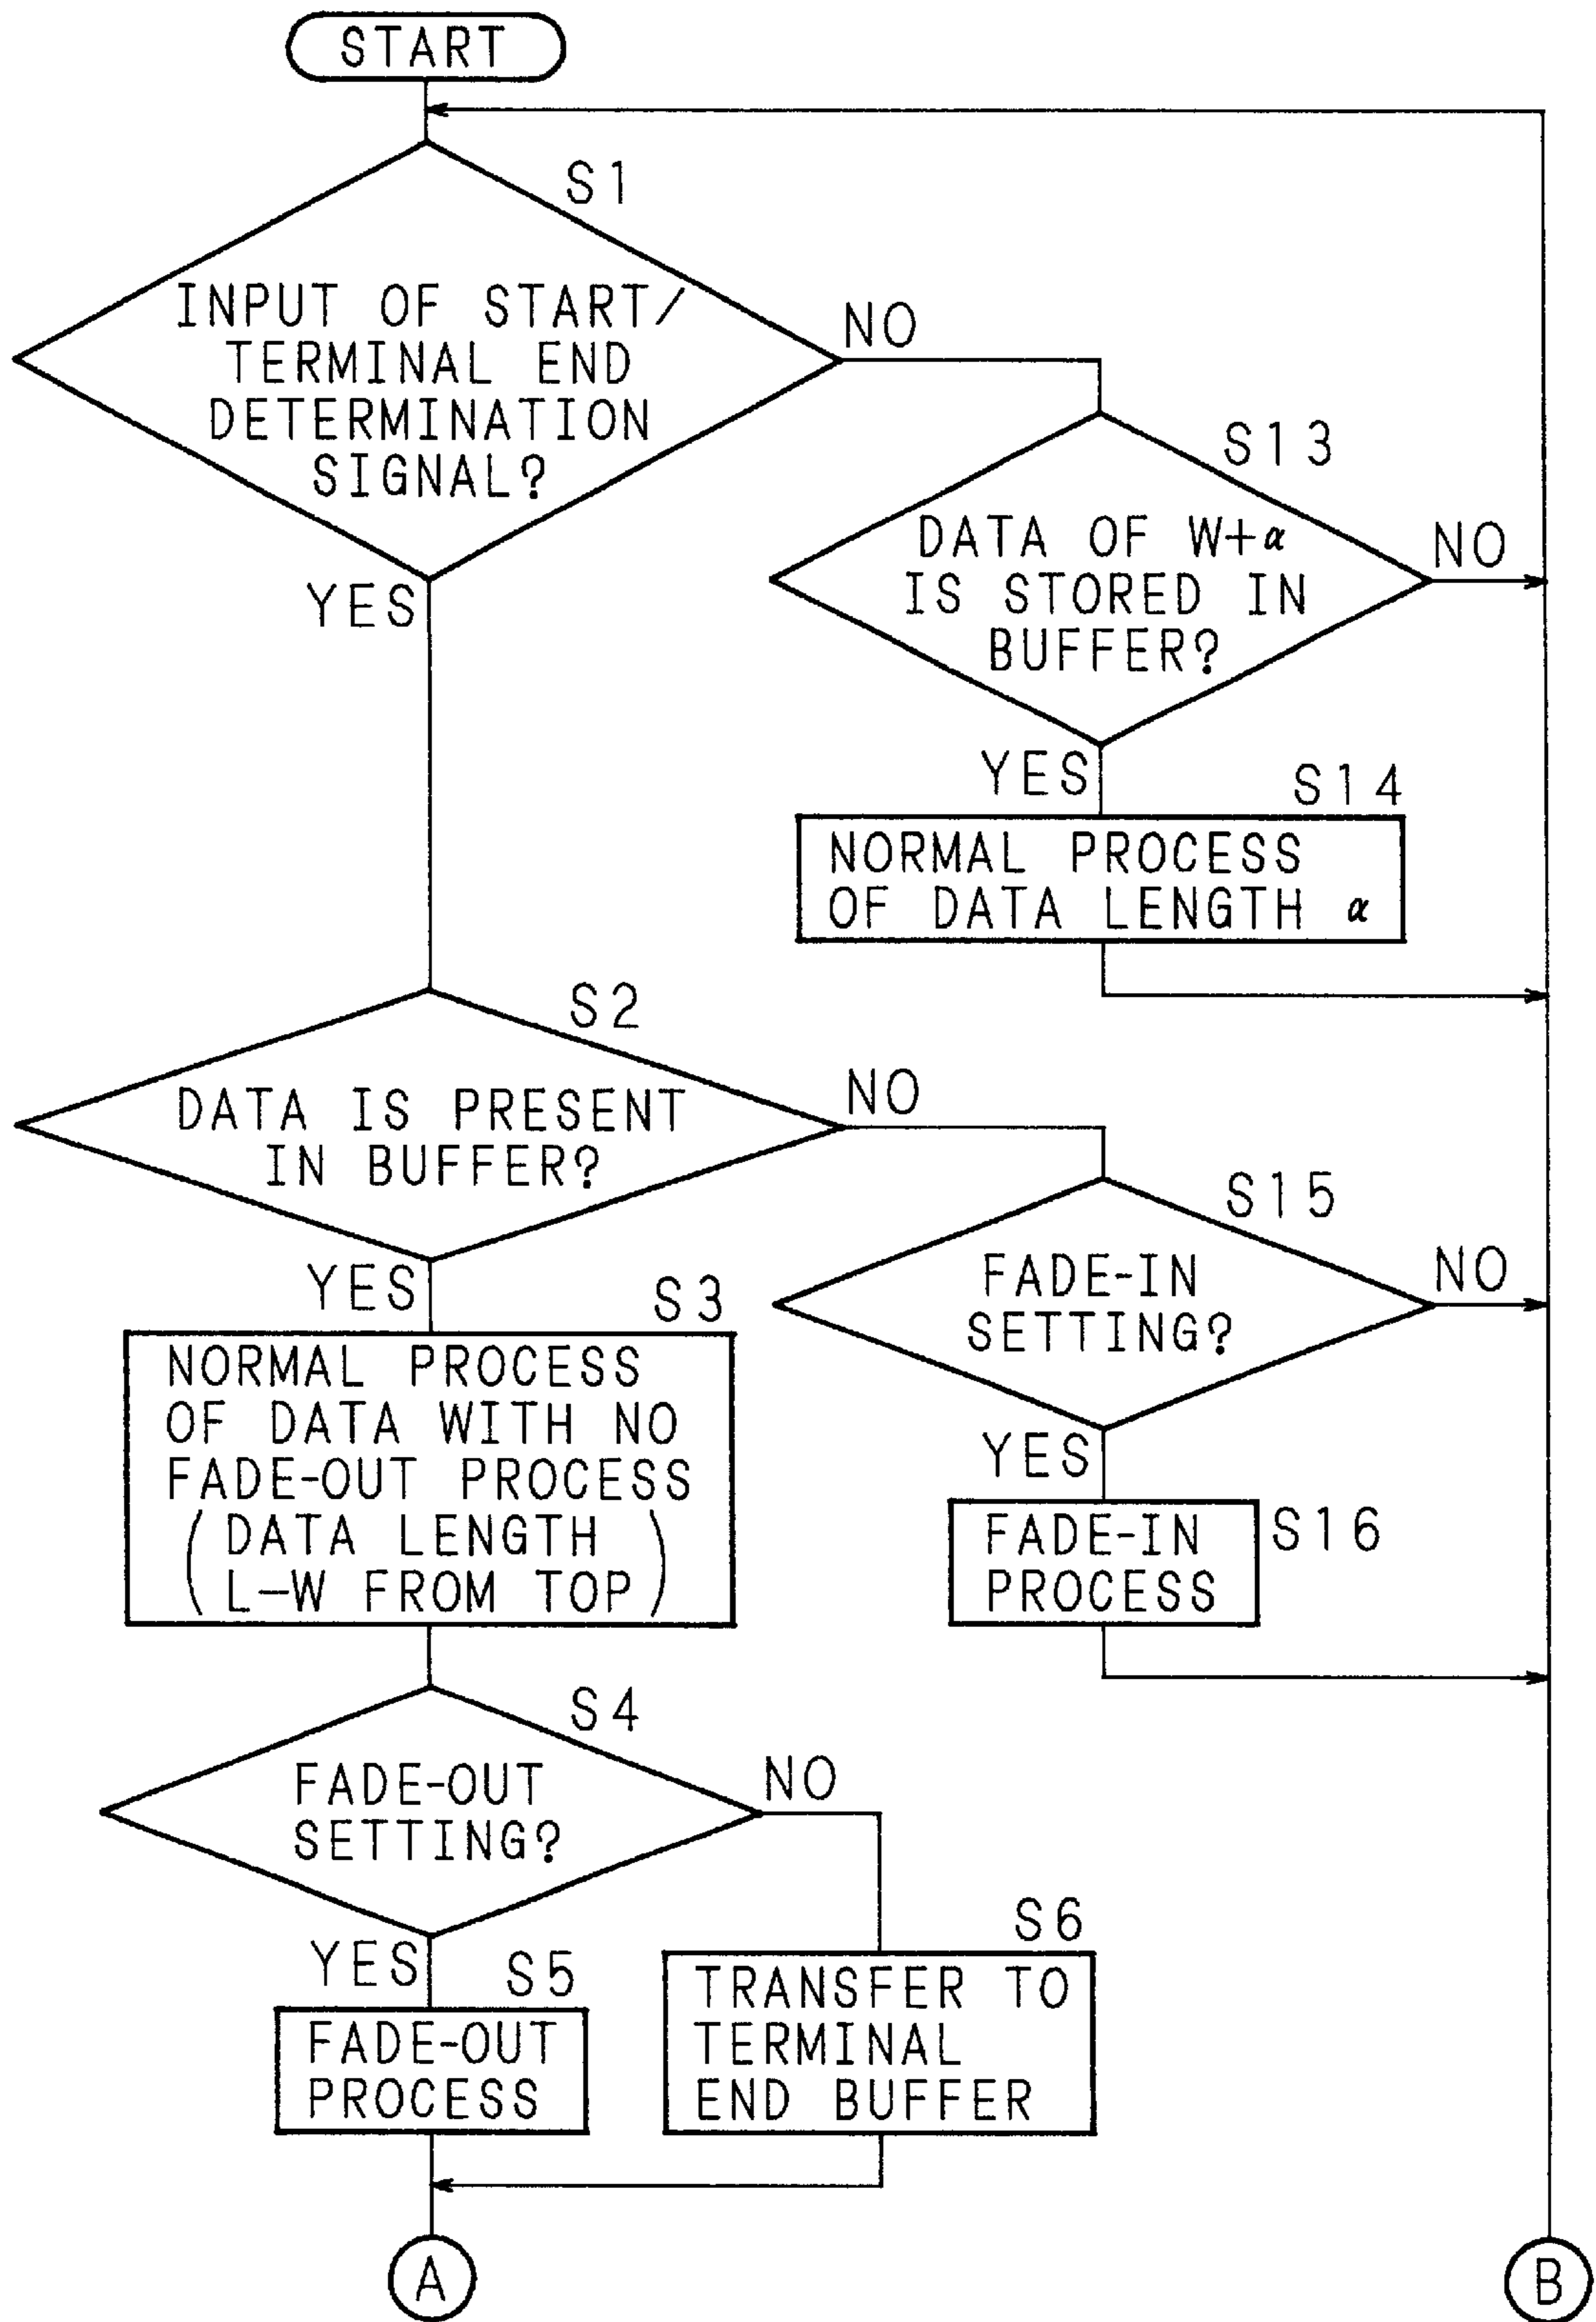 START
S1
INPUT OF START/
TERMINAL END
DETERMINATION
SIGNAL?
NO
YES
S13
DATA OF W+α
IS STORED IN
BUFFER?
NO
YES
S14
NORMAL PROCESS
OF DATA LENGTH α
S2
DATA IS PRESENT
IN BUFFER?
NO
YES
S15
FADE-IN
SETTING?
NO
YES
S16
FADE-IN
PROCESS
S3
NORMAL PROCESS
OF DATA WITH NO
FADE-OUT PROCESS
(DATA LENGTH
L-W FROM TOP)
S4
FADE-OUT
SETTING?
NO
YES
S5
FADE-OUT
PROCESS
S6
TRANSFER TO
TERMINAL
END BUFFER
A
B